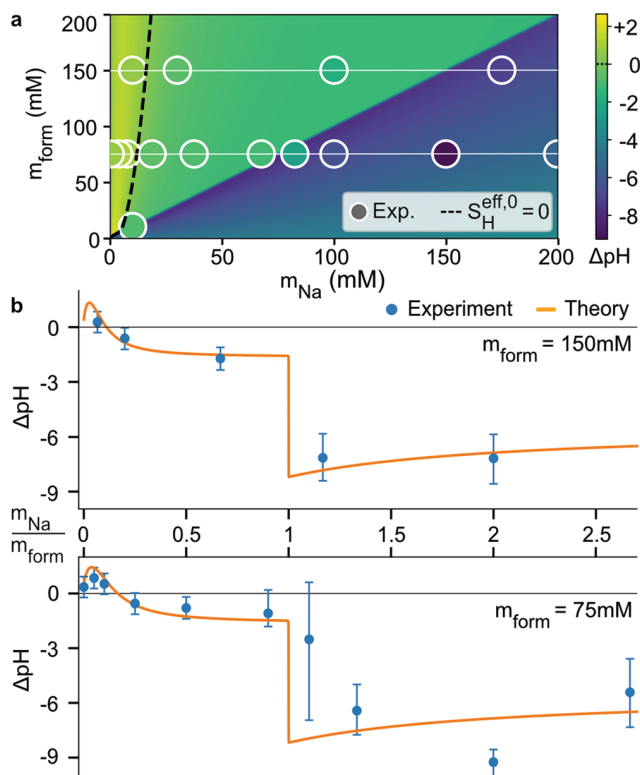 a
200
150
100
50
0
m_form (mM)
0 50 100 150 200
m_Na (mM)
Exp. S_H^eff,0 = 0
+2
0
-2
-4
-6
-8
ΔpH
b
Experiment Theory
m_form = 150mM
0
-3
-6
-9
ΔpH
m_Na
m_form
0 0.5 1 1.5 2 2.5
m_form = 75mM
0
-3
-6
-9
ΔpH